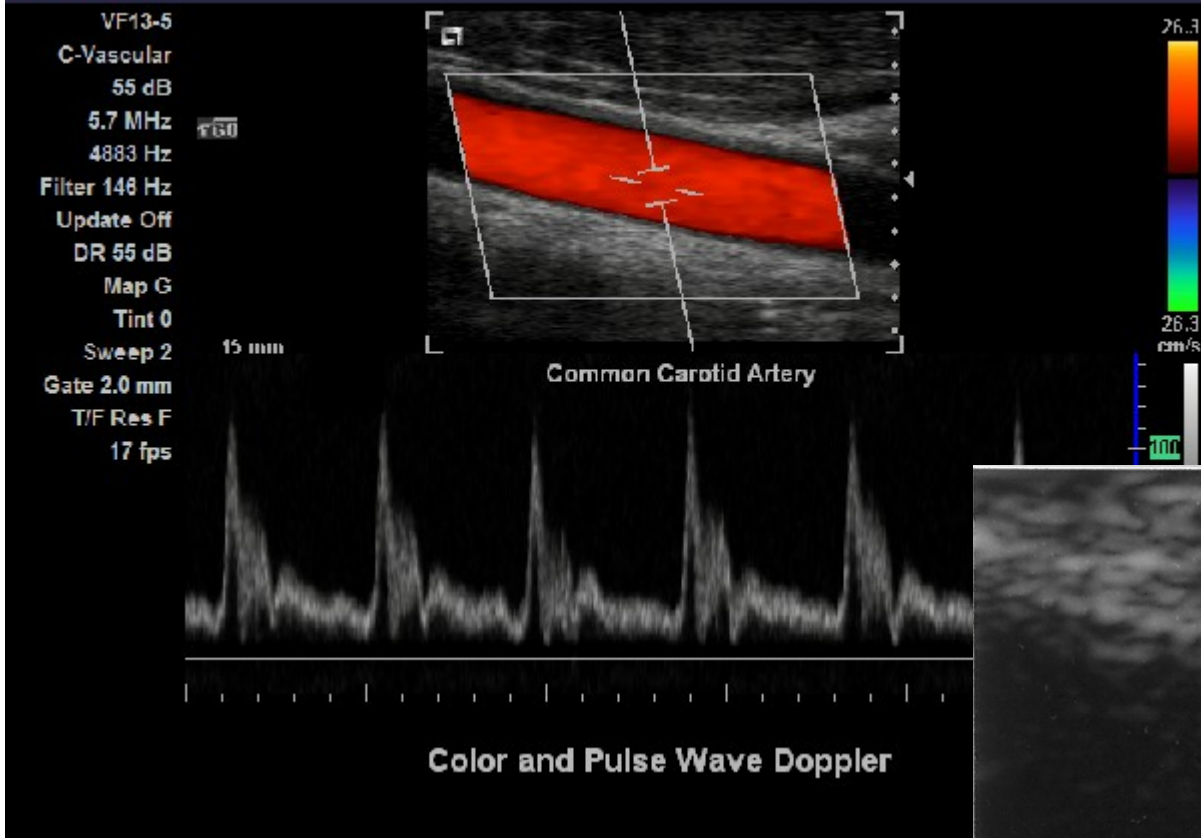 VF13-5
C-Vascular
55 dB
5.7 MHz
4883 Hz
Filter 146 Hz
Update Off
DR 55 dB
Map G
Tint 0
Sweep 2
Gate 2.0 mm
T/F Res F
17 fps
15 mm
26.3
26.3
cm/s
Common Carotid Artery
100
Color and Pulse Wave Doppler